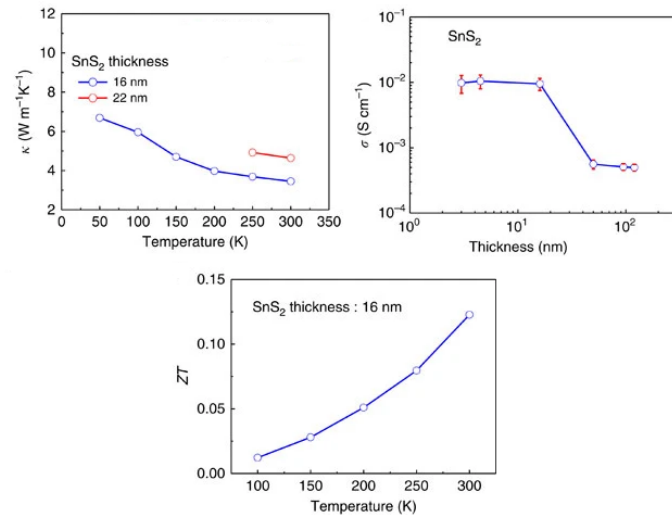 12
10
8
6
4
2
κ (W m⁻¹K⁻¹)
SnS₂ thickness
16 nm
22 nm
0 50 100 150 200 250 300 350
Temperature (K)
10⁻¹
10⁻²
10⁻³
10⁻⁴
σ (S cm⁻¹)
SnS₂
10⁰ 10¹ 10²
Thickness (nm)
0.15
0.10
0.05
0.00
ZT
SnS₂ thickness : 16 nm
100 150 200 250 300
Temperature (K)